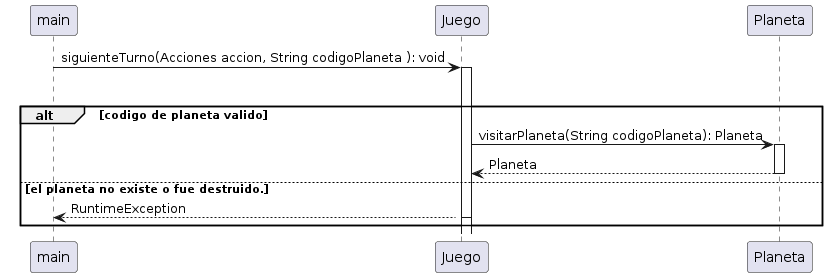 main
Juego
Planeta
siguienteTurno(Acciones accion, String codigoPlaneta ): void
alt
[codigo de planeta valido]
visitarPlaneta(String codigoPlaneta): Planeta
Planeta
[el planeta no existe o fue destruido.]
RuntimeException
main
Juego
Planeta